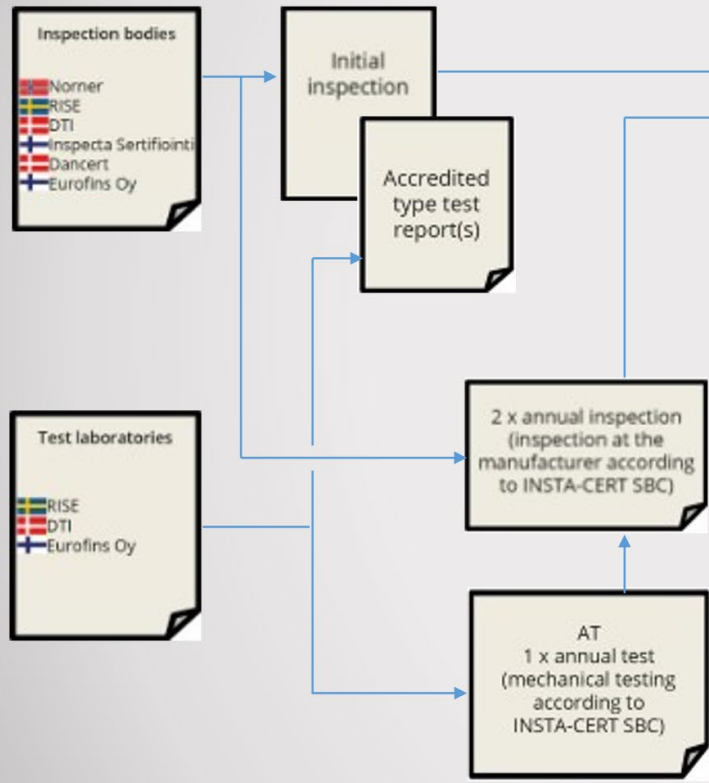 Inspection bodies
Norner
RISE
DTI
Inspecta Sertifiointi
Dancert
Eurofins Oy
Initial
inspection
Accredited
type test
report(s)
Test laboratories
RISE
DTI
Eurofins Oy
2 x annual inspection
(inspection at the
manufacturer according
to INSTA-CERT SBC)
AT
1 x annual test
(mechanical testing
according to
INSTA-CERT SBC)